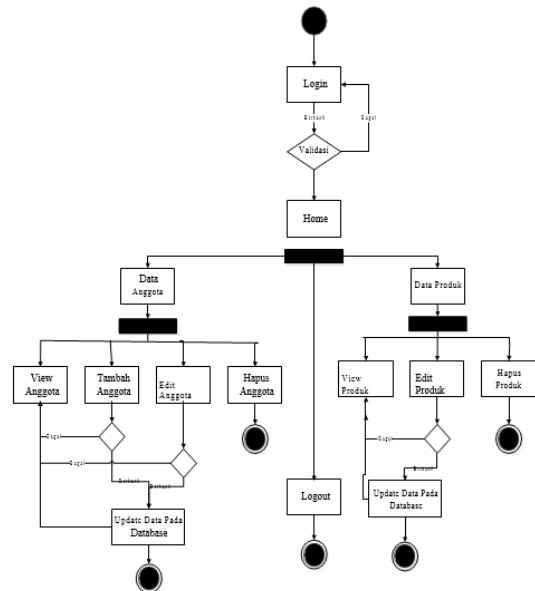 Login
Berhasil
Gagal
Validasi
Home
Data
Anggota
Data Produk
View
Anggota
Tambah
Anggota
Edit
Anggota
Hapus
Anggota
View
Produk
Edit
Produk
Hapus
Produk
Gagal
Gagal
Gagal
Berhasil
Berhasil
Berhasil
Update Data Pada
Database
Logout
Update Data Pada
Database